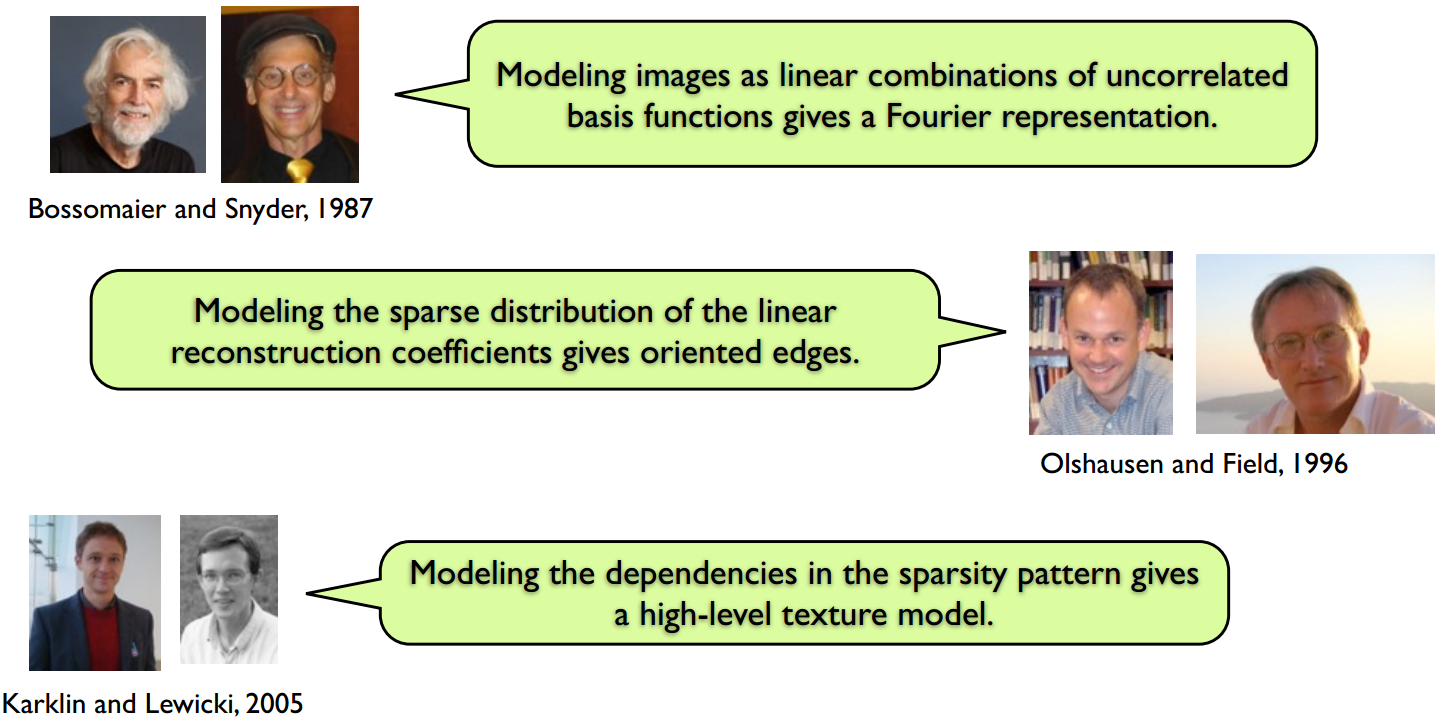 Modeling images as linear combinations of uncorrelated
basis functions gives a Fourier representation.
Bossomaier and Snyder, 1987
Modeling the sparse distribution of the linear
reconstruction coefficients gives oriented edges.
Olshausen and Field, 1996
Modeling the dependencies in the sparsity pattern gives
a high-level texture model.
Karklin and Lewicki, 2005